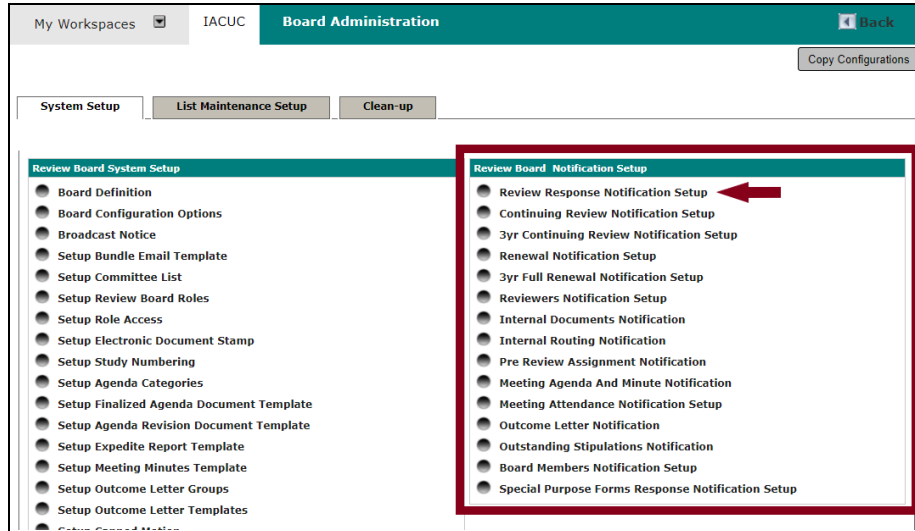 My Workspaces IACUC Board Administration Back
Copy Configurations
System Setup List Maintenance Setup Clean-up
Review Board System Setup
Board Definition
Board Configuration Options
Broadcast Notice
Setup Bundle Email Template
Setup Committee List
Setup Review Board Roles
Setup Role Access
Setup Electronic Document Stamp
Setup Study Numbering
Setup Agenda Categories
Setup Finalized Agenda Document Template
Setup Agenda Revision Document Template
Setup Expedite Report Template
Setup Meeting Minutes Template
Setup Outcome Letter Groups
Setup Outcome Letter Templates
Setup Canned Motion
Review Board Notification Setup
Review Response Notification Setup
Continuing Review Notification Setup
3yr Continuing Review Notification Setup
Renewal Notification Setup
3yr Full Renewal Notification Setup
Reviewers Notification Setup
Internal Documents Notification
Internal Routing Notification
Pre Review Assignment Notification
Meeting Agenda And Minute Notification
Meeting Attendance Notification Setup
Outcome Letter Notification
Outstanding Stipulations Notification
Board Members Notification Setup
Special Purpose Forms Response Notification Setup